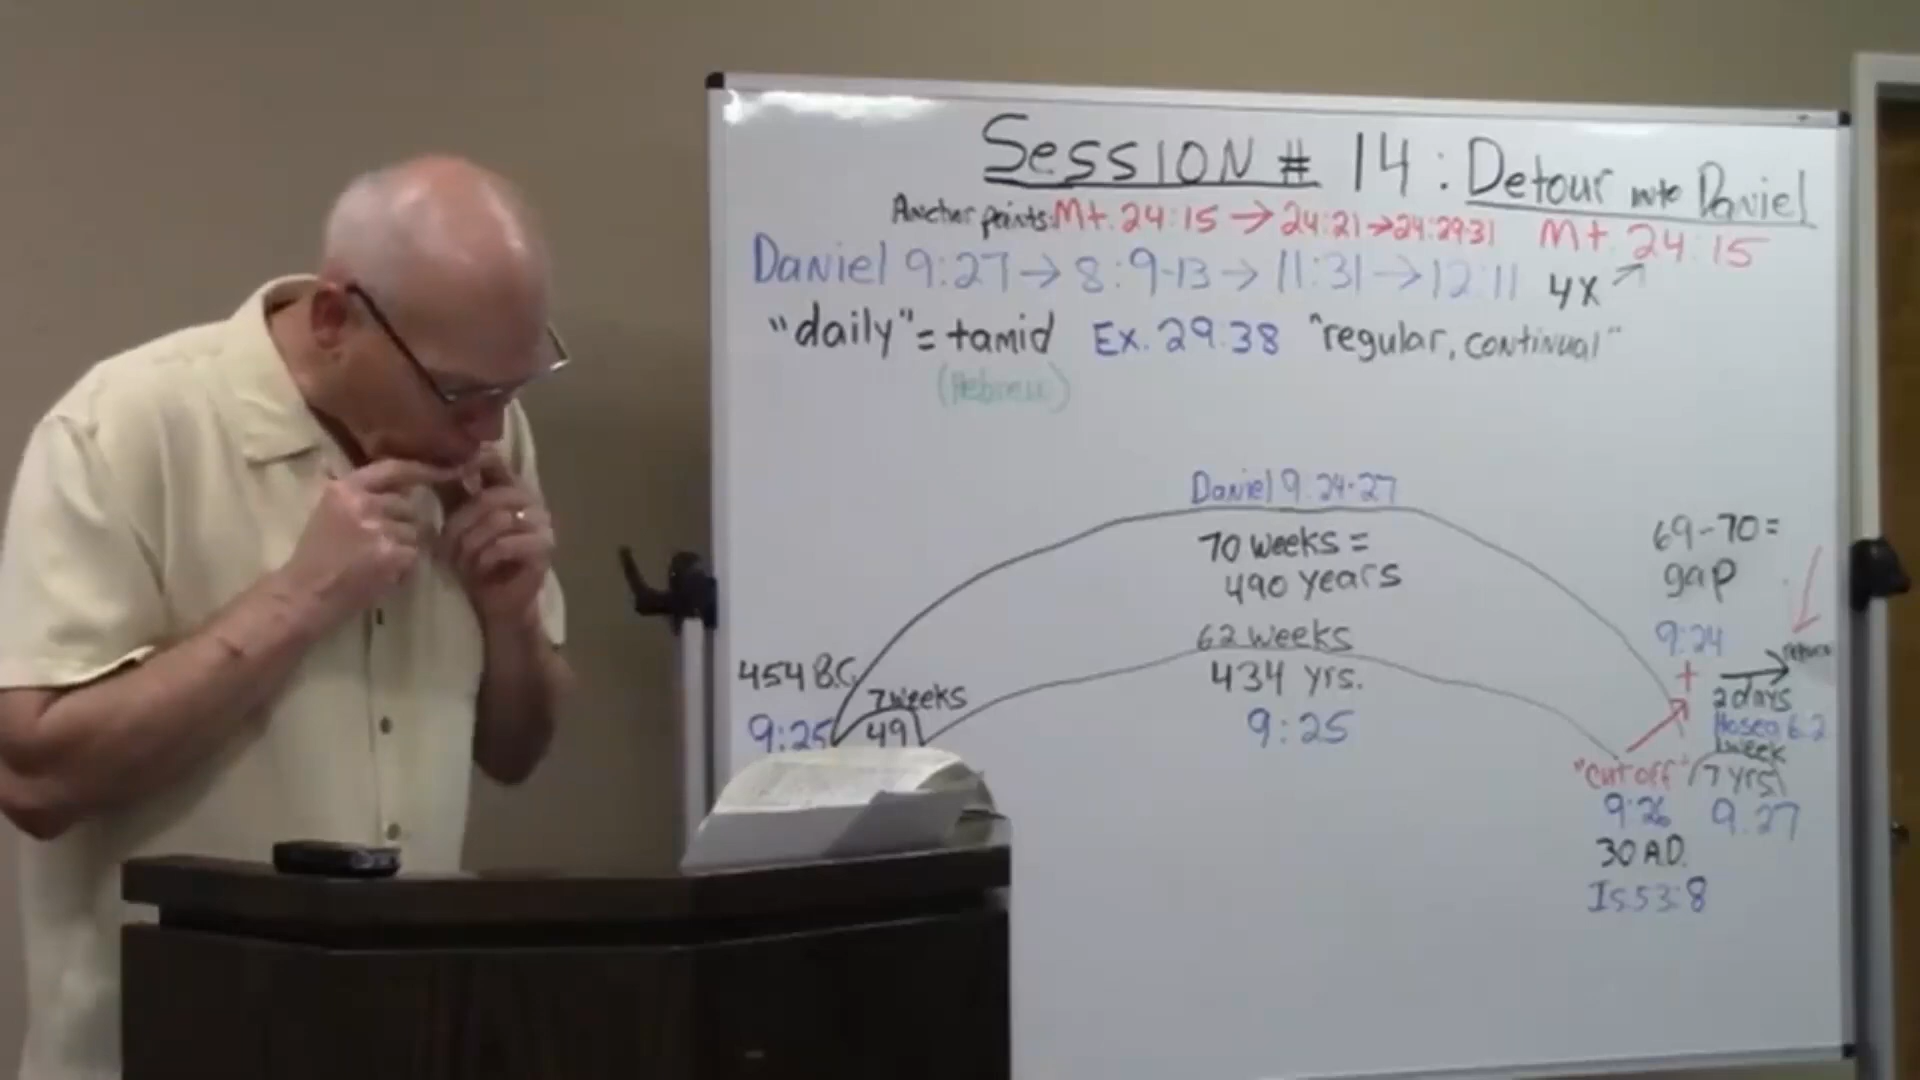 Session # 14: Detour into Daniel
Anchor points: Mt. 24:15 → 24:21 → 24:29-31 Mt. 24:15
Daniel 9:27 → 8:9-13 → 11:31 → 12:11 4x
"daily" = tamid Ex. 29:38 "regular, continual"
(Hebrew)
Daniel 9:24-27
70 weeks =
490 years
62 weeks
434 yrs.
9:25
454 B.C.
9:25
7 weeks
49
69-70 =
gap
9:24
return
2 days
Hosea 6:2
1 week
7 yrs
9:27
"cut off"
9:26
30 A.D.
Is 53:8